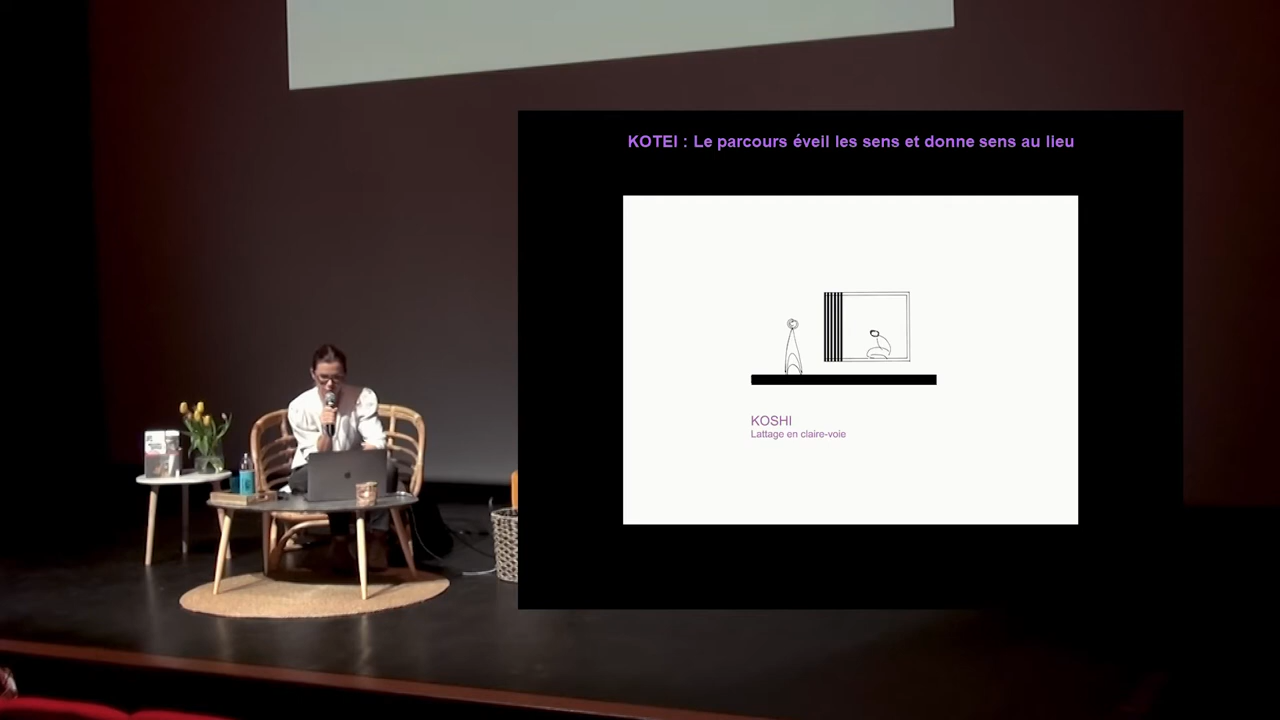 KOTEI : Le parcours éveil les sens et donne sens au lieu
KOSHI
Lattage en claire-voie